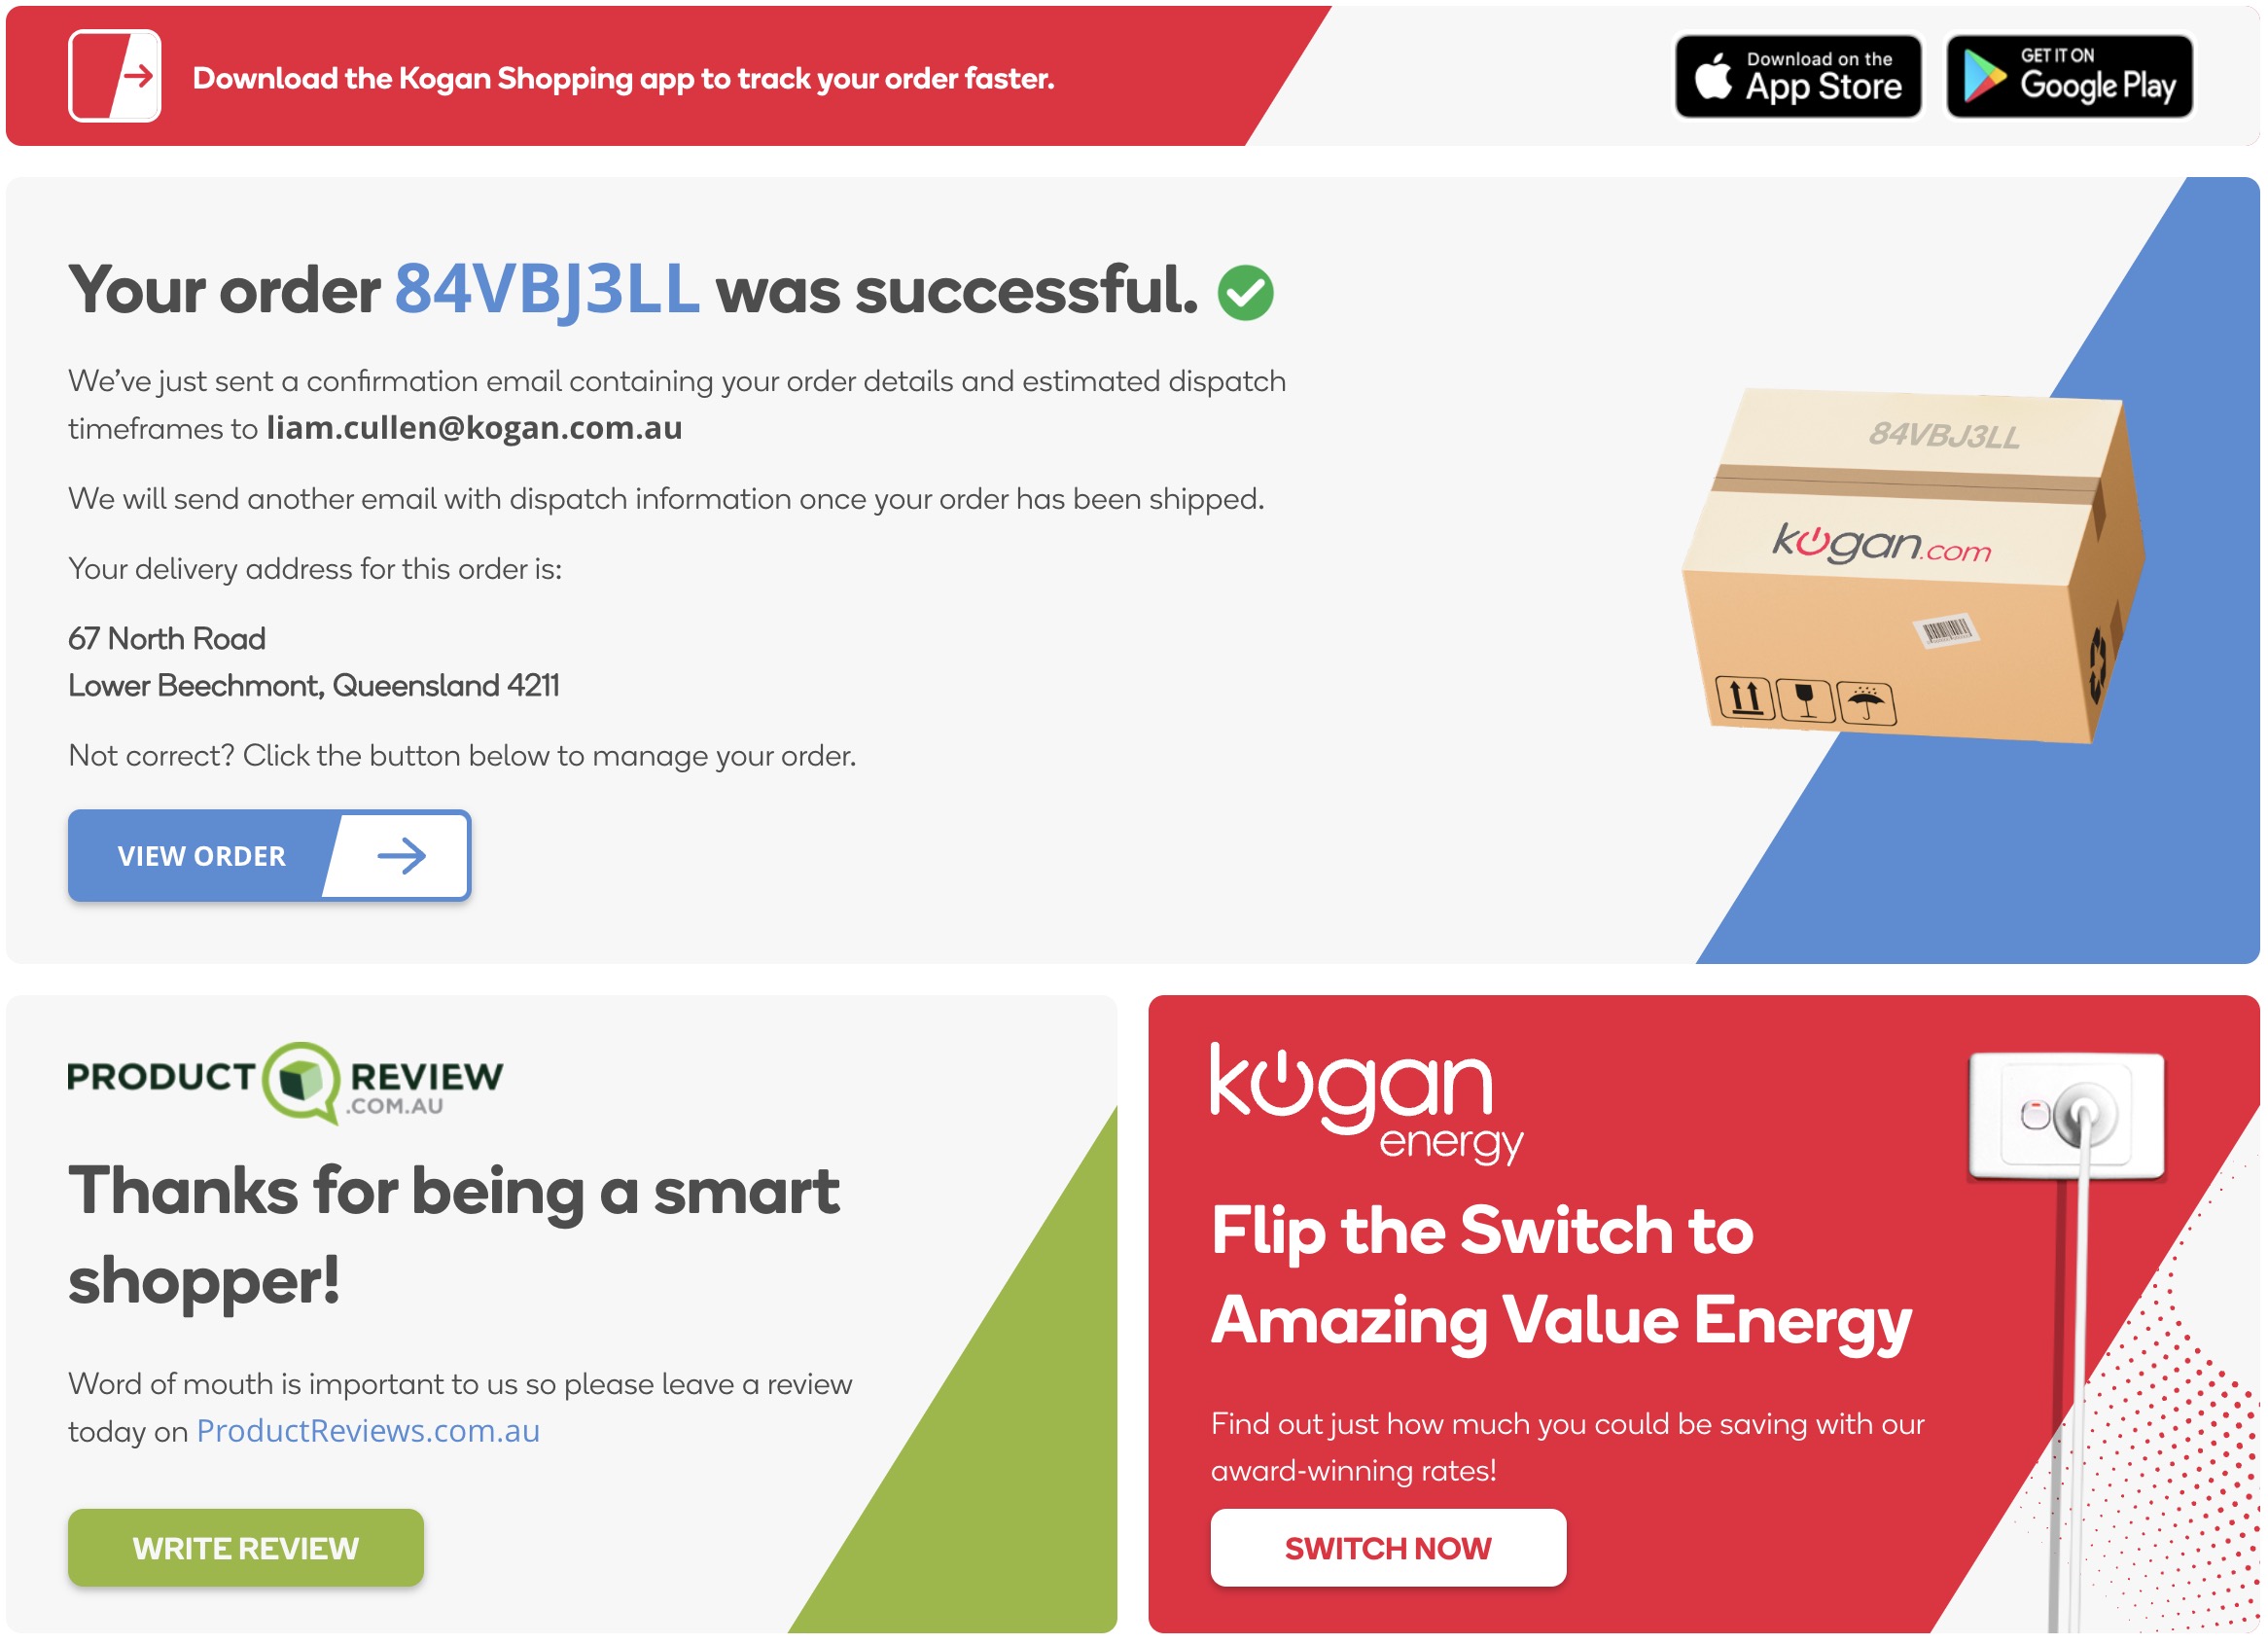 Download the Kogan Shopping app to track your order faster.
Download on the
App Store
GET IT ON
Google Play
Your order 84VBJ3LL was successful.
We've just sent a confirmation email containing your order details and estimated dispatch
timeframes to liam.cullen@kogan.com.au
We will send another email with dispatch information once your order has been shipped.
Your delivery address for this order is:
67 North Road
Lower Beechmont, Queensland 4211
Not correct? Click the button below to manage your order.
VIEW ORDER
84VBJ3LL
kogan.com
PRODUCT REVIEW
.COM.AU
Thanks for being a smart
shopper!
Word of mouth is important to us so please leave a review
today on ProductReviews.com.au
WRITE REVIEW
kogan
energy
Flip the Switch to
Amazing Value Energy
Find out just how much you could be saving with our
award-winning rates!
SWITCH NOW